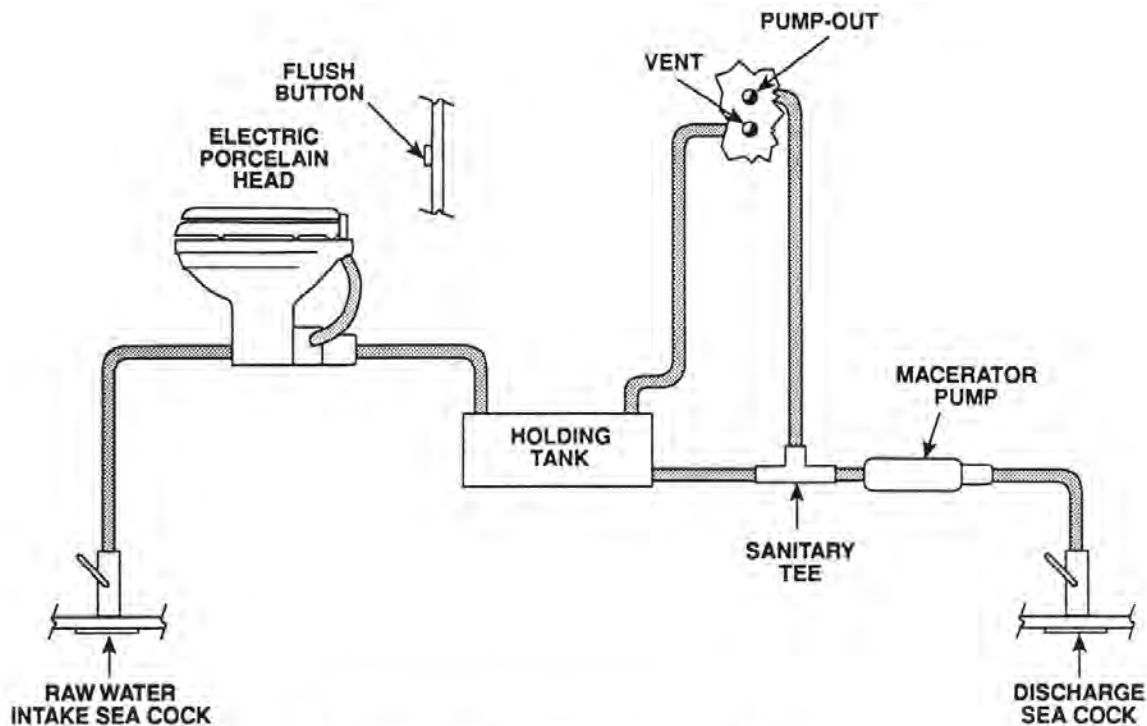 PUMP-OUT
VENT
FLUSH
BUTTON
ELECTRIC
PORCELAIN
HEAD
MACERATOR
PUMP
HOLDING
TANK
SANITARY
TEE
RAW WATER
INTAKE SEA COCK
DISCHARGE
SEA COCK